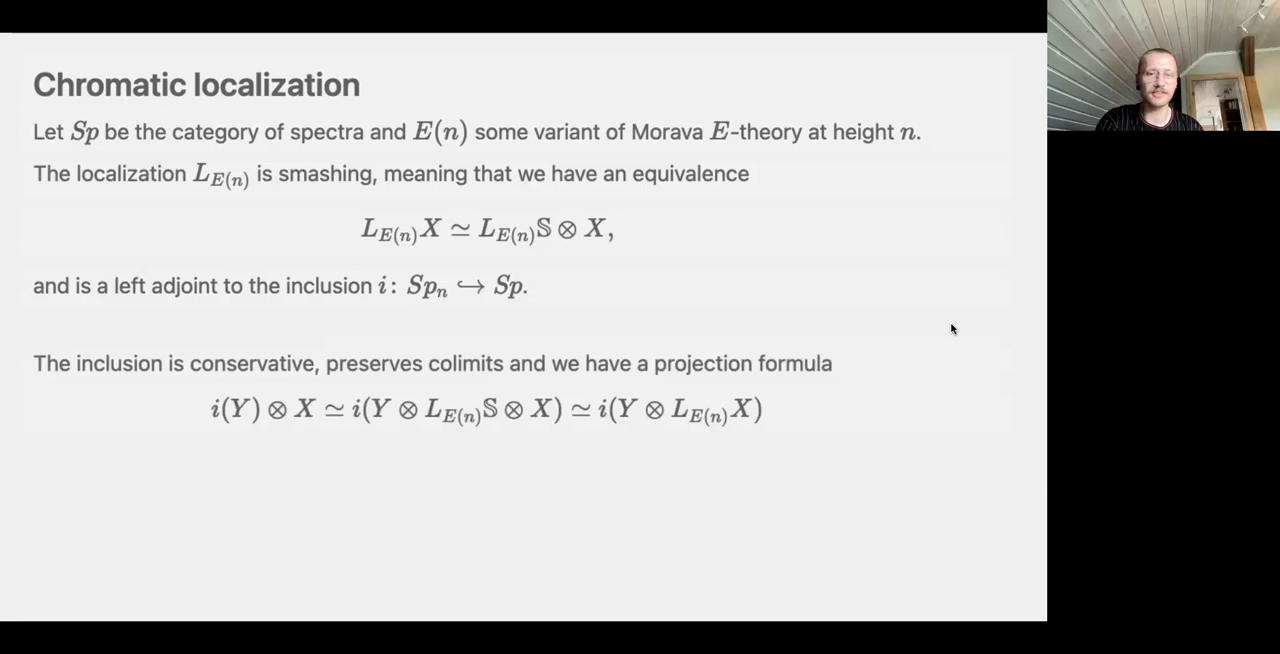 Chromatic localization
Let Sp be the category of spectra and E(n) some variant of Morava E-theory at height n.
The localization L_{E(n)} is smashing, meaning that we have an equivalence
L_{E(n)}X ≃ L_{E(n)}𝕊 ⊗ X,
and is a left adjoint to the inclusion i: Sp_n ↪ Sp.
The inclusion is conservative, preserves colimits and we have a projection formula
i(Y) ⊗ X ≃ i(Y ⊗ L_{E(n)}𝕊 ⊗ X) ≃ i(Y ⊗ L_{E(n)}X)